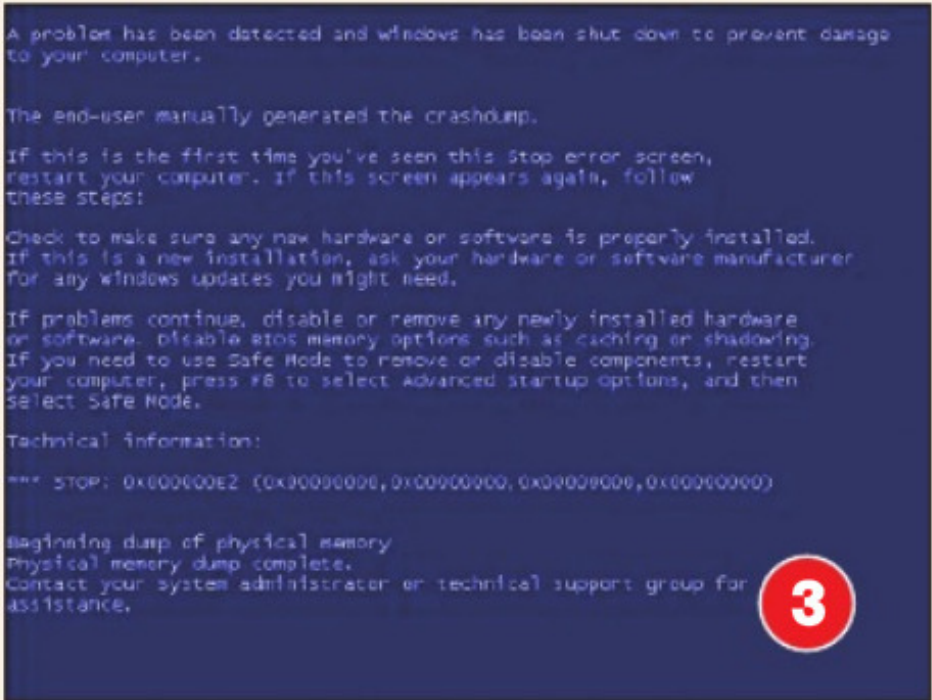 A problem has been detected and windows has been shut down to prevent damage
to your computer.
The end-user manually generated the crashdump.
If this is the first time you've seen this Stop error screen,
restart your computer. If this screen appears again, follow
these steps:
Check to make sure any new hardware or software is properly installed.
If this is a new installation, ask your hardware or software manufacturer
for any windows updates you might need.
If problems continue, disable or remove any newly installed hardware
or software. Disable BIOS memory options such as caching or shadowing.
If you need to use Safe Mode to remove or disable components, restart
your computer, press F8 to select Advanced Startup Options, and then
select Safe Mode.
Technical information:
*** STOP: 0x000000E2 (0x00000000,0x00000000,0x00000000,0x00000000)
Beginning dump of physical memory
Physical memory dump complete.
Contact your system administrator or technical support group for
assistance.
3